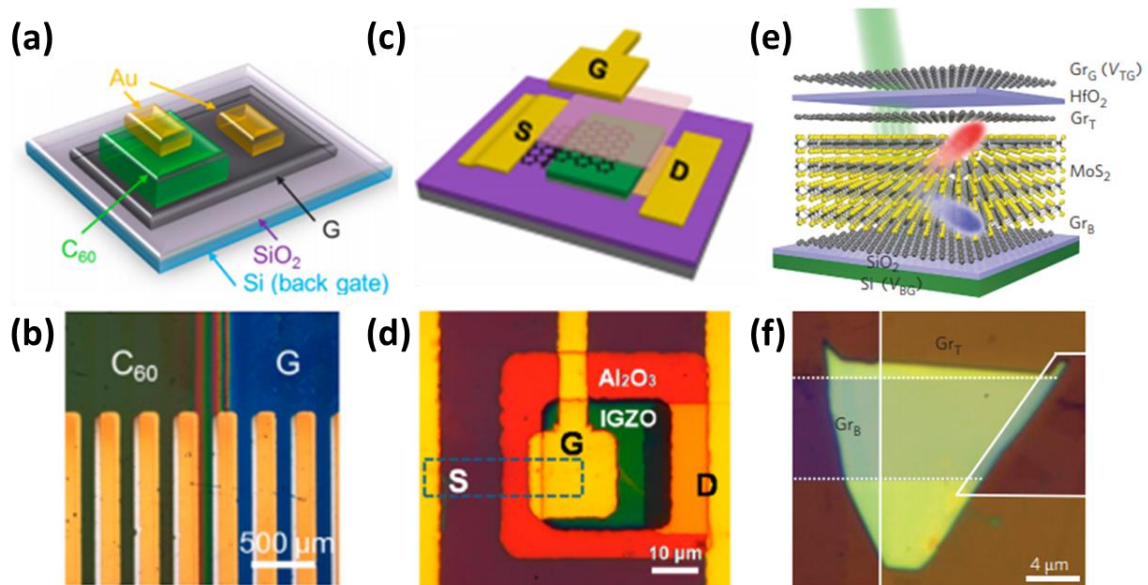 (a)
Au
C₆₀
SiO₂
G
Si (back gate)
(b)
C₆₀
G
500 μm
(c)
G
S
D
(d)
Al₂O₃
IGZO
G
S
D
10 μm
(e)
Gr_G (V_TG)
HfO₂
Gr_T
MoS₂
Gr_B
SiO₂
Si (V_BG)
(f)
Gr_T
Gr_B
4 μm